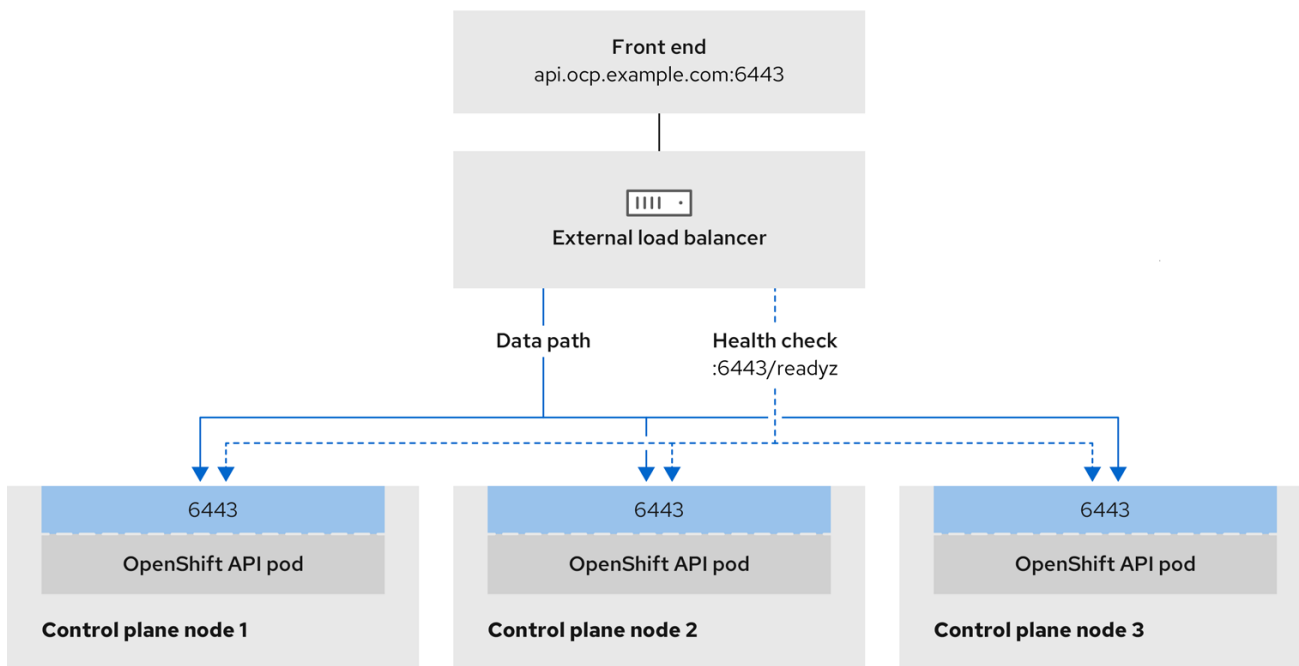 Front end
api.ocp.example.com:6443
External load balancer
Data path
Health check
:6443/readyz
6443
6443
6443
OpenShift API pod
OpenShift API pod
OpenShift API pod
Control plane node 1
Control plane node 2
Control plane node 3